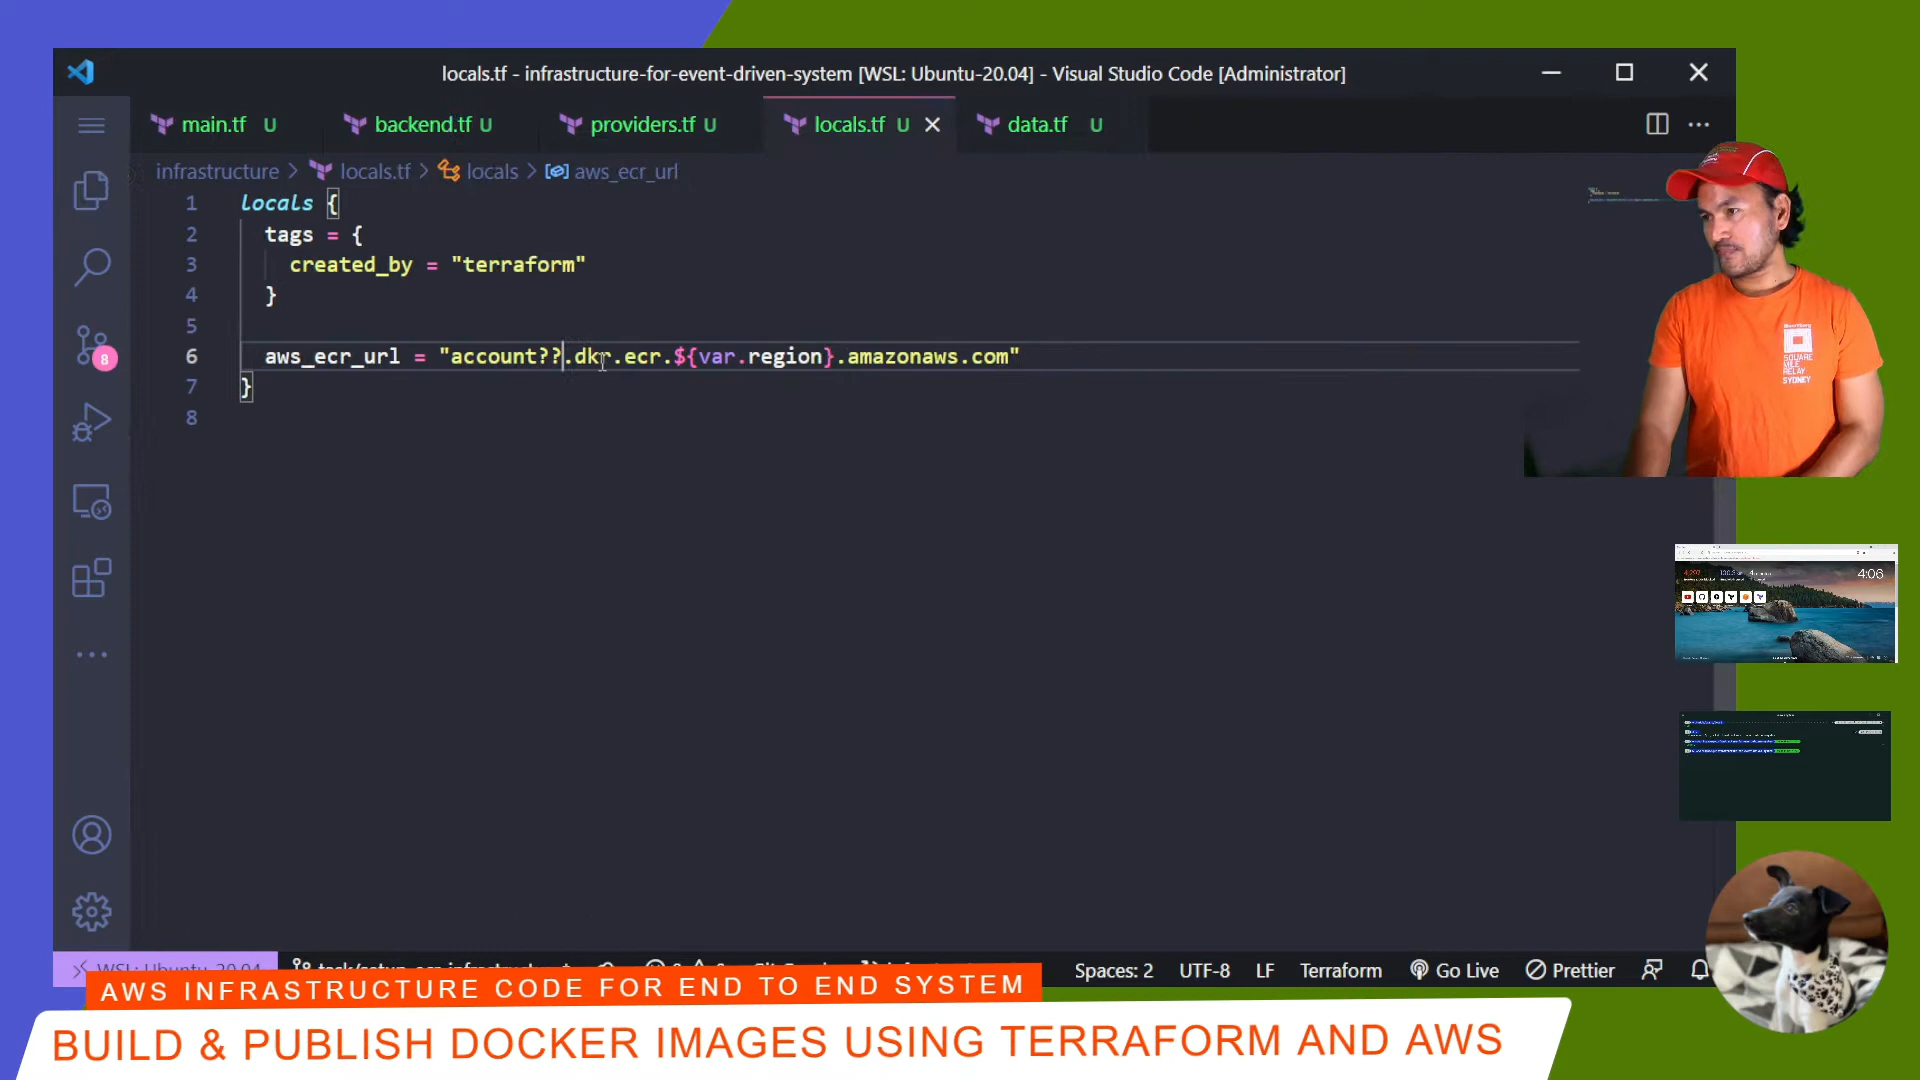 locals.tf - infrastructure-for-event-driven-system [WSL: Ubuntu-20.04] - Visual Studio Code [Administrator]
main.tf U
backend.tf U
providers.tf U
locals.tf U
data.tf U
infrastructure > locals.tf > locals > aws_ecr_url
1 locals {
2 tags = {
3 created_by = "terraform"
4 }
5
6 aws_ecr_url = "account??.dkr.ecr.${var.region}.amazonaws.com"
7 }
8
8
4:06
Spaces: 2 UTF-8 LF Terraform Go Live Prettier
AWS INFRASTRUCTURE CODE FOR END TO END SYSTEM
BUILD & PUBLISH DOCKER IMAGES USING TERRAFORM AND AWS
SQUARE
MILE
RELAY
SYDNEY